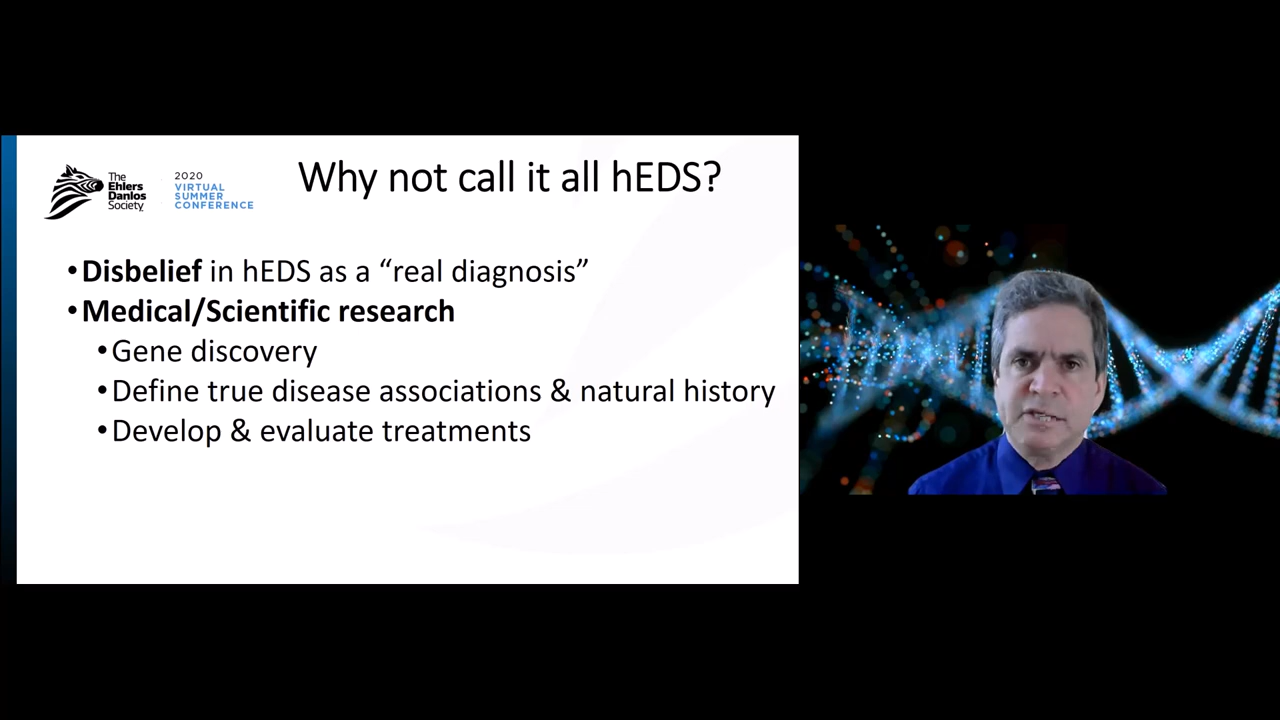 The
Ehlers
Danlos
Society
2020
VIRTUAL
SUMMER
CONFERENCE
Why not call it all hEDS?
•Disbelief in hEDS as a “real diagnosis”
•Medical/Scientific research
•Gene discovery
•Define true disease associations & natural history
•Develop & evaluate treatments